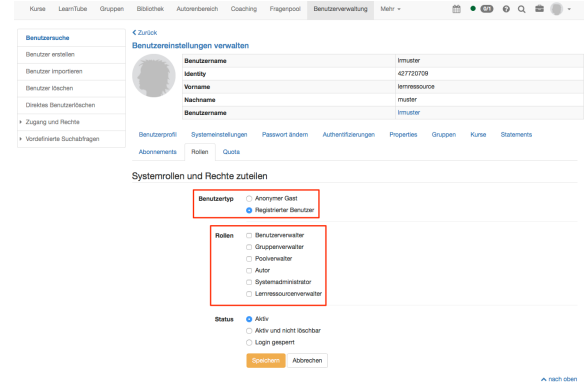 Kurse LearnTube Gruppen Bibliothek Autorenbereich Coaching Fragenpool Benutzerverwaltung Mehr
Benutzersuche
Benutzer erstellen
Benutzer importieren
Benutzer löschen
Direktes Benutzerlöschen
Zugang und Rechte
Vordefinierte Suchabfragen
Zurück
Benutzereinstellungen verwalten
Benutzername lrmuster
Identity 427720709
Vorname lernressource
Nachname muster
Benutzername lrmuster
Benutzerprofil Systemeinstellungen Passwort ändern Authentifizierungen Properties Gruppen Kurse Statements
Abonnements Rollen Quota
Systemrollen und Rechte zuteilen
Benutzertyp Anonymer Gast
Registrierter Benutzer
Rollen Benutzerverwalter
Gruppenverwalter
Poolverwalter
Autor
Systemadministrator
Lernressourcenverwalter
Status Aktiv
Aktiv und nicht löschbar
Login gesperrt
Speichern Abbrechen
nach oben